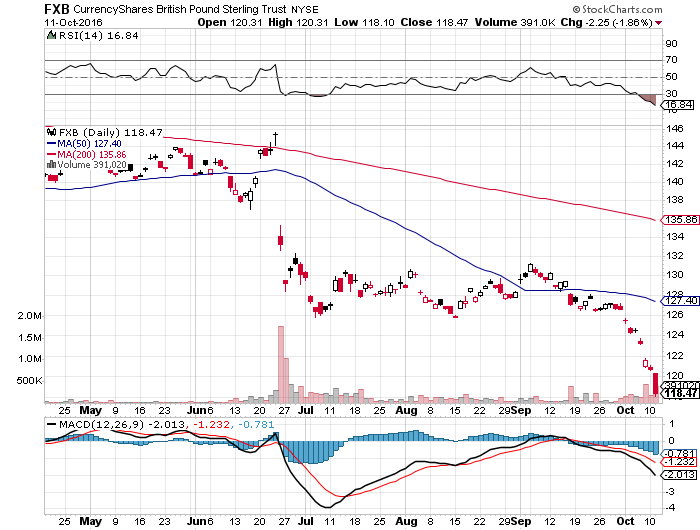 FXB CurrencyShares British Pound Sterling Trust NYSE © StockCharts.com
11-Oct-2016 Open 120.31 High 120.31 Low 118.10 Close 118.47 Volume 391.0K Chg -2.25 (-1.86%)
RSI(14) 16.84
90
70
50
30
16.84
10
FXB (Daily) 118.47
MA(50) 127.40
MA(200) 135.86
Volume 391,020
146
144
142
140
138
135.86
134
132
130
128
127.40
126
124
122
120
391020
118.47
2.0M
1.5M
1.0M
500K
25 May 9 16 23 Jun 6 13 20 27 Jul 11 18 25 Aug 8 15 22 29 Sep 12 19 26 Oct 10
MACD(12,26,9) -2.013, -1.232, -0.781
1
0
-0.781
-1.232
-2.013
-3
-4
25 May 9 16 23 Jun 6 13 20 27 Jul 11 18 25 Aug 8 15 22 29 Sep 12 19 26 Oct 10